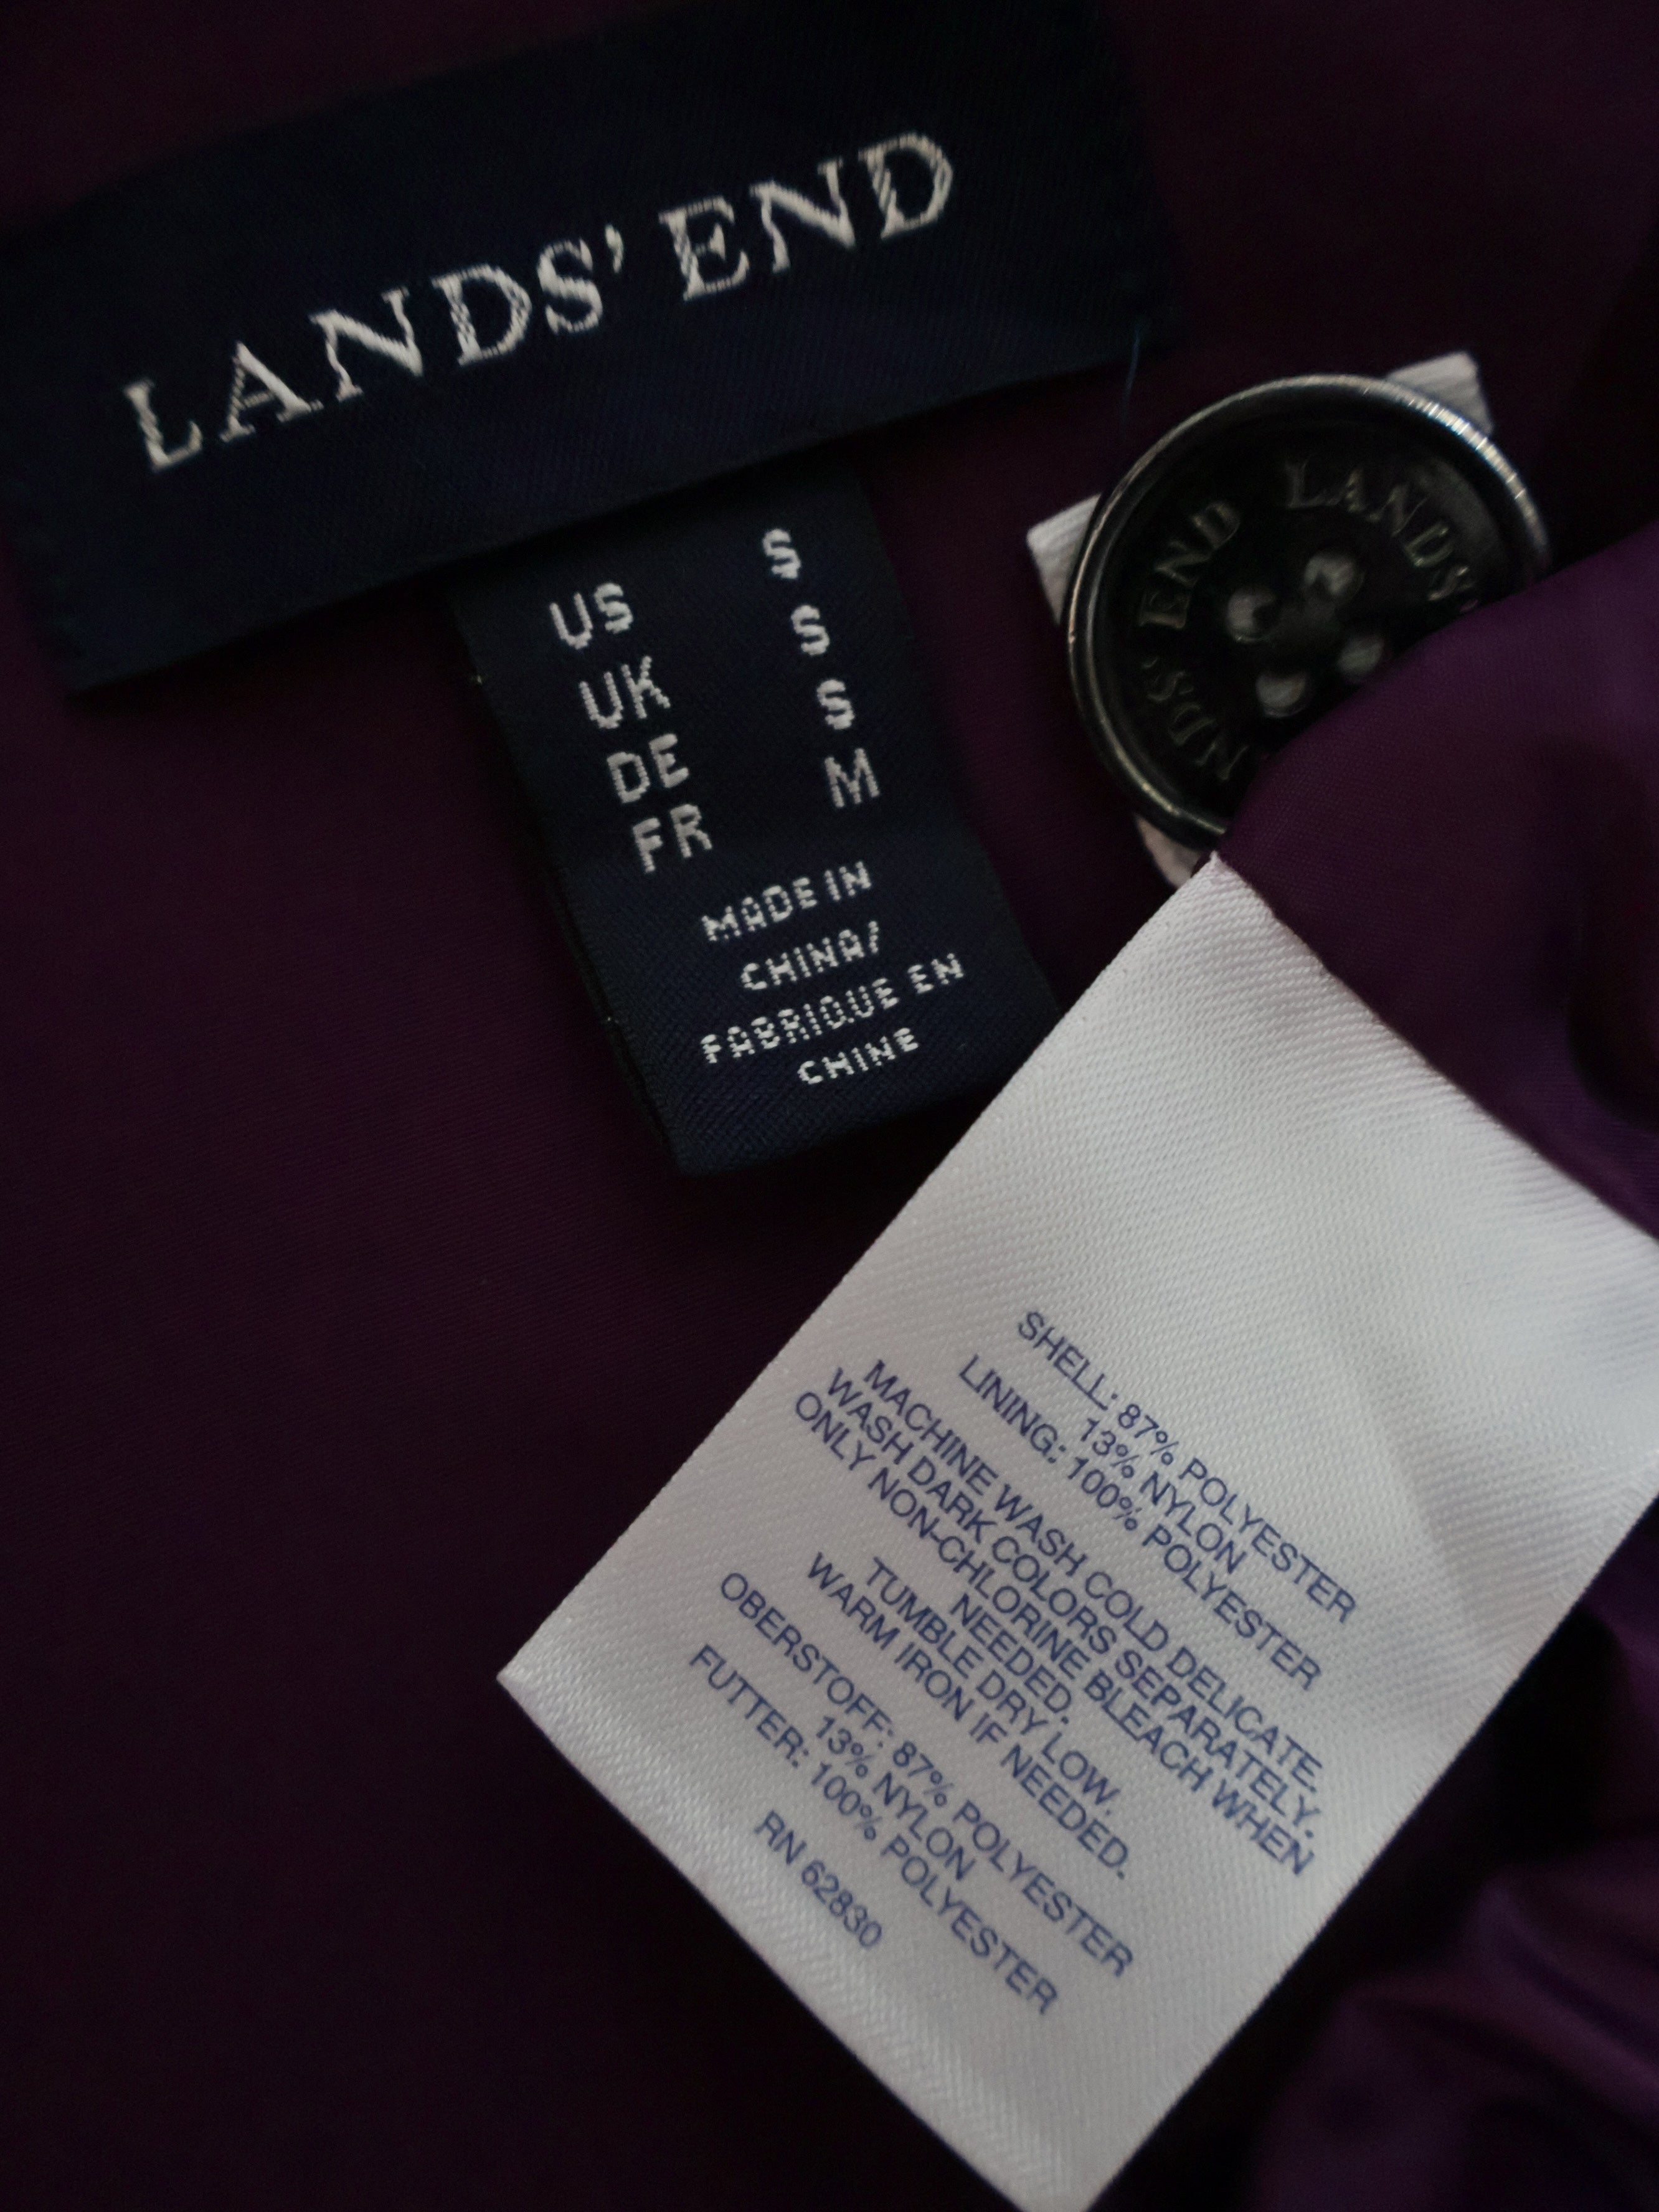 LANDS' END
US S
UK S
DE S
FR M
MADE IN
CHINA/
FABRIQUE EN
CHINE
LANDS' END LANDS'
SHELL: 87% POLYESTER
13% NYLON
LINING: 100% POLYESTER
MACHINE WASH COLD DELICATE.
WASH DARK COLORS SEPARATELY.
ONLY NON-CHLORINE BLEACH WHEN
NEEDED.
TUMBLE DRY LOW.
WARM IRON IF NEEDED.
OBERSTOFF: 87% POLYESTER
13% NYLON
FUTTER: 100% POLYESTER
RN 62830